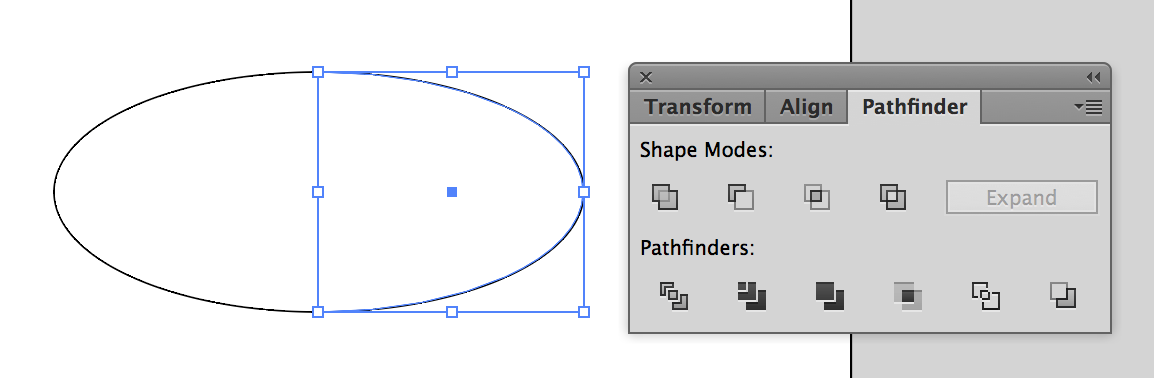 Transform Align Pathfinder
Shape Modes:
Expand
Pathfinders: